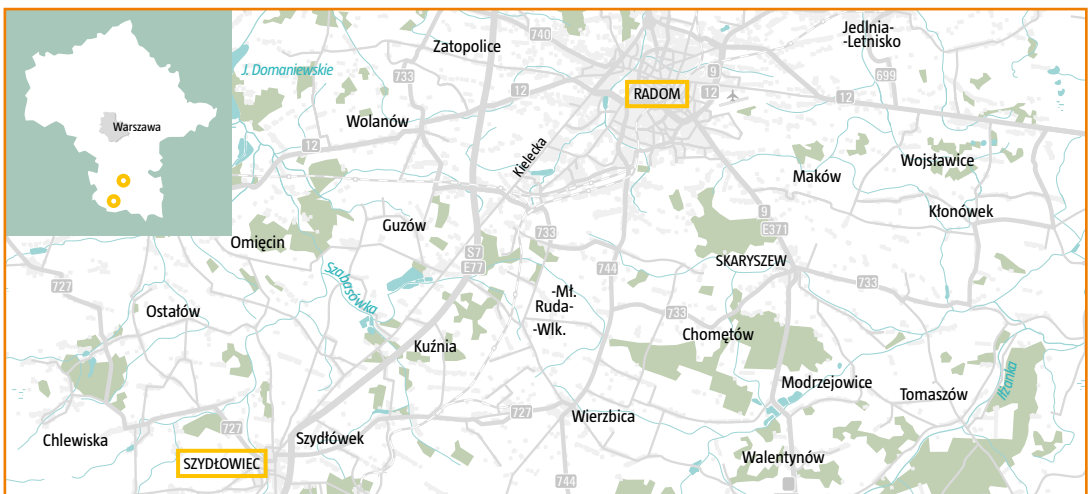 Warszawa
J. Domaniewskie
Zatopolice
740
Jedlnia-
-Letnisko
733
9
699
12
RADOM
12
12
Wolanów
12
Kielecka
Wojsławice
Maków
Kłonówek
9
E371
Guzów
Omięcin
733
SKARYSZEW
S7
E77
744
733
727
Szabasówka
-Mł.
Ruda-
-Wlk.
Ostałów
733
Chomętów
Kuźnia
Modrzejowice
Tomaszów
Iłżanka
727
Wierzbica
727
Chlewiska
Szydłówek
SZYDŁOWIEC
Walentynów
744